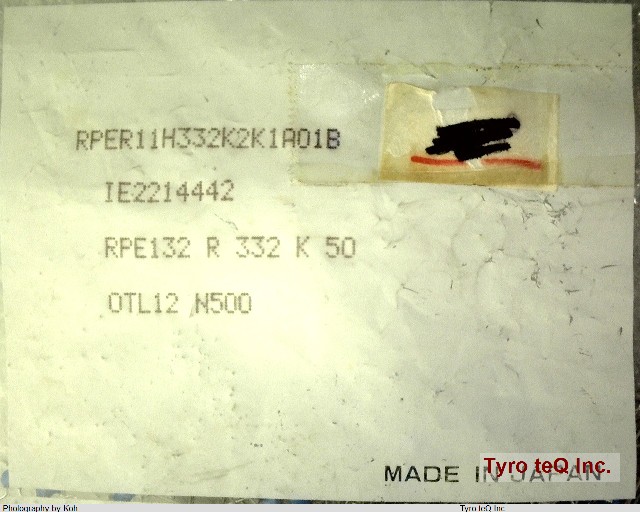 RPER11H332K2K1A01B
IE2214442
RPE132 R 332 K 50
OTL12 N500
MADE IN JAPAN
Tyro teQ Inc.
Photography by Koh
Tyro teQ Inc